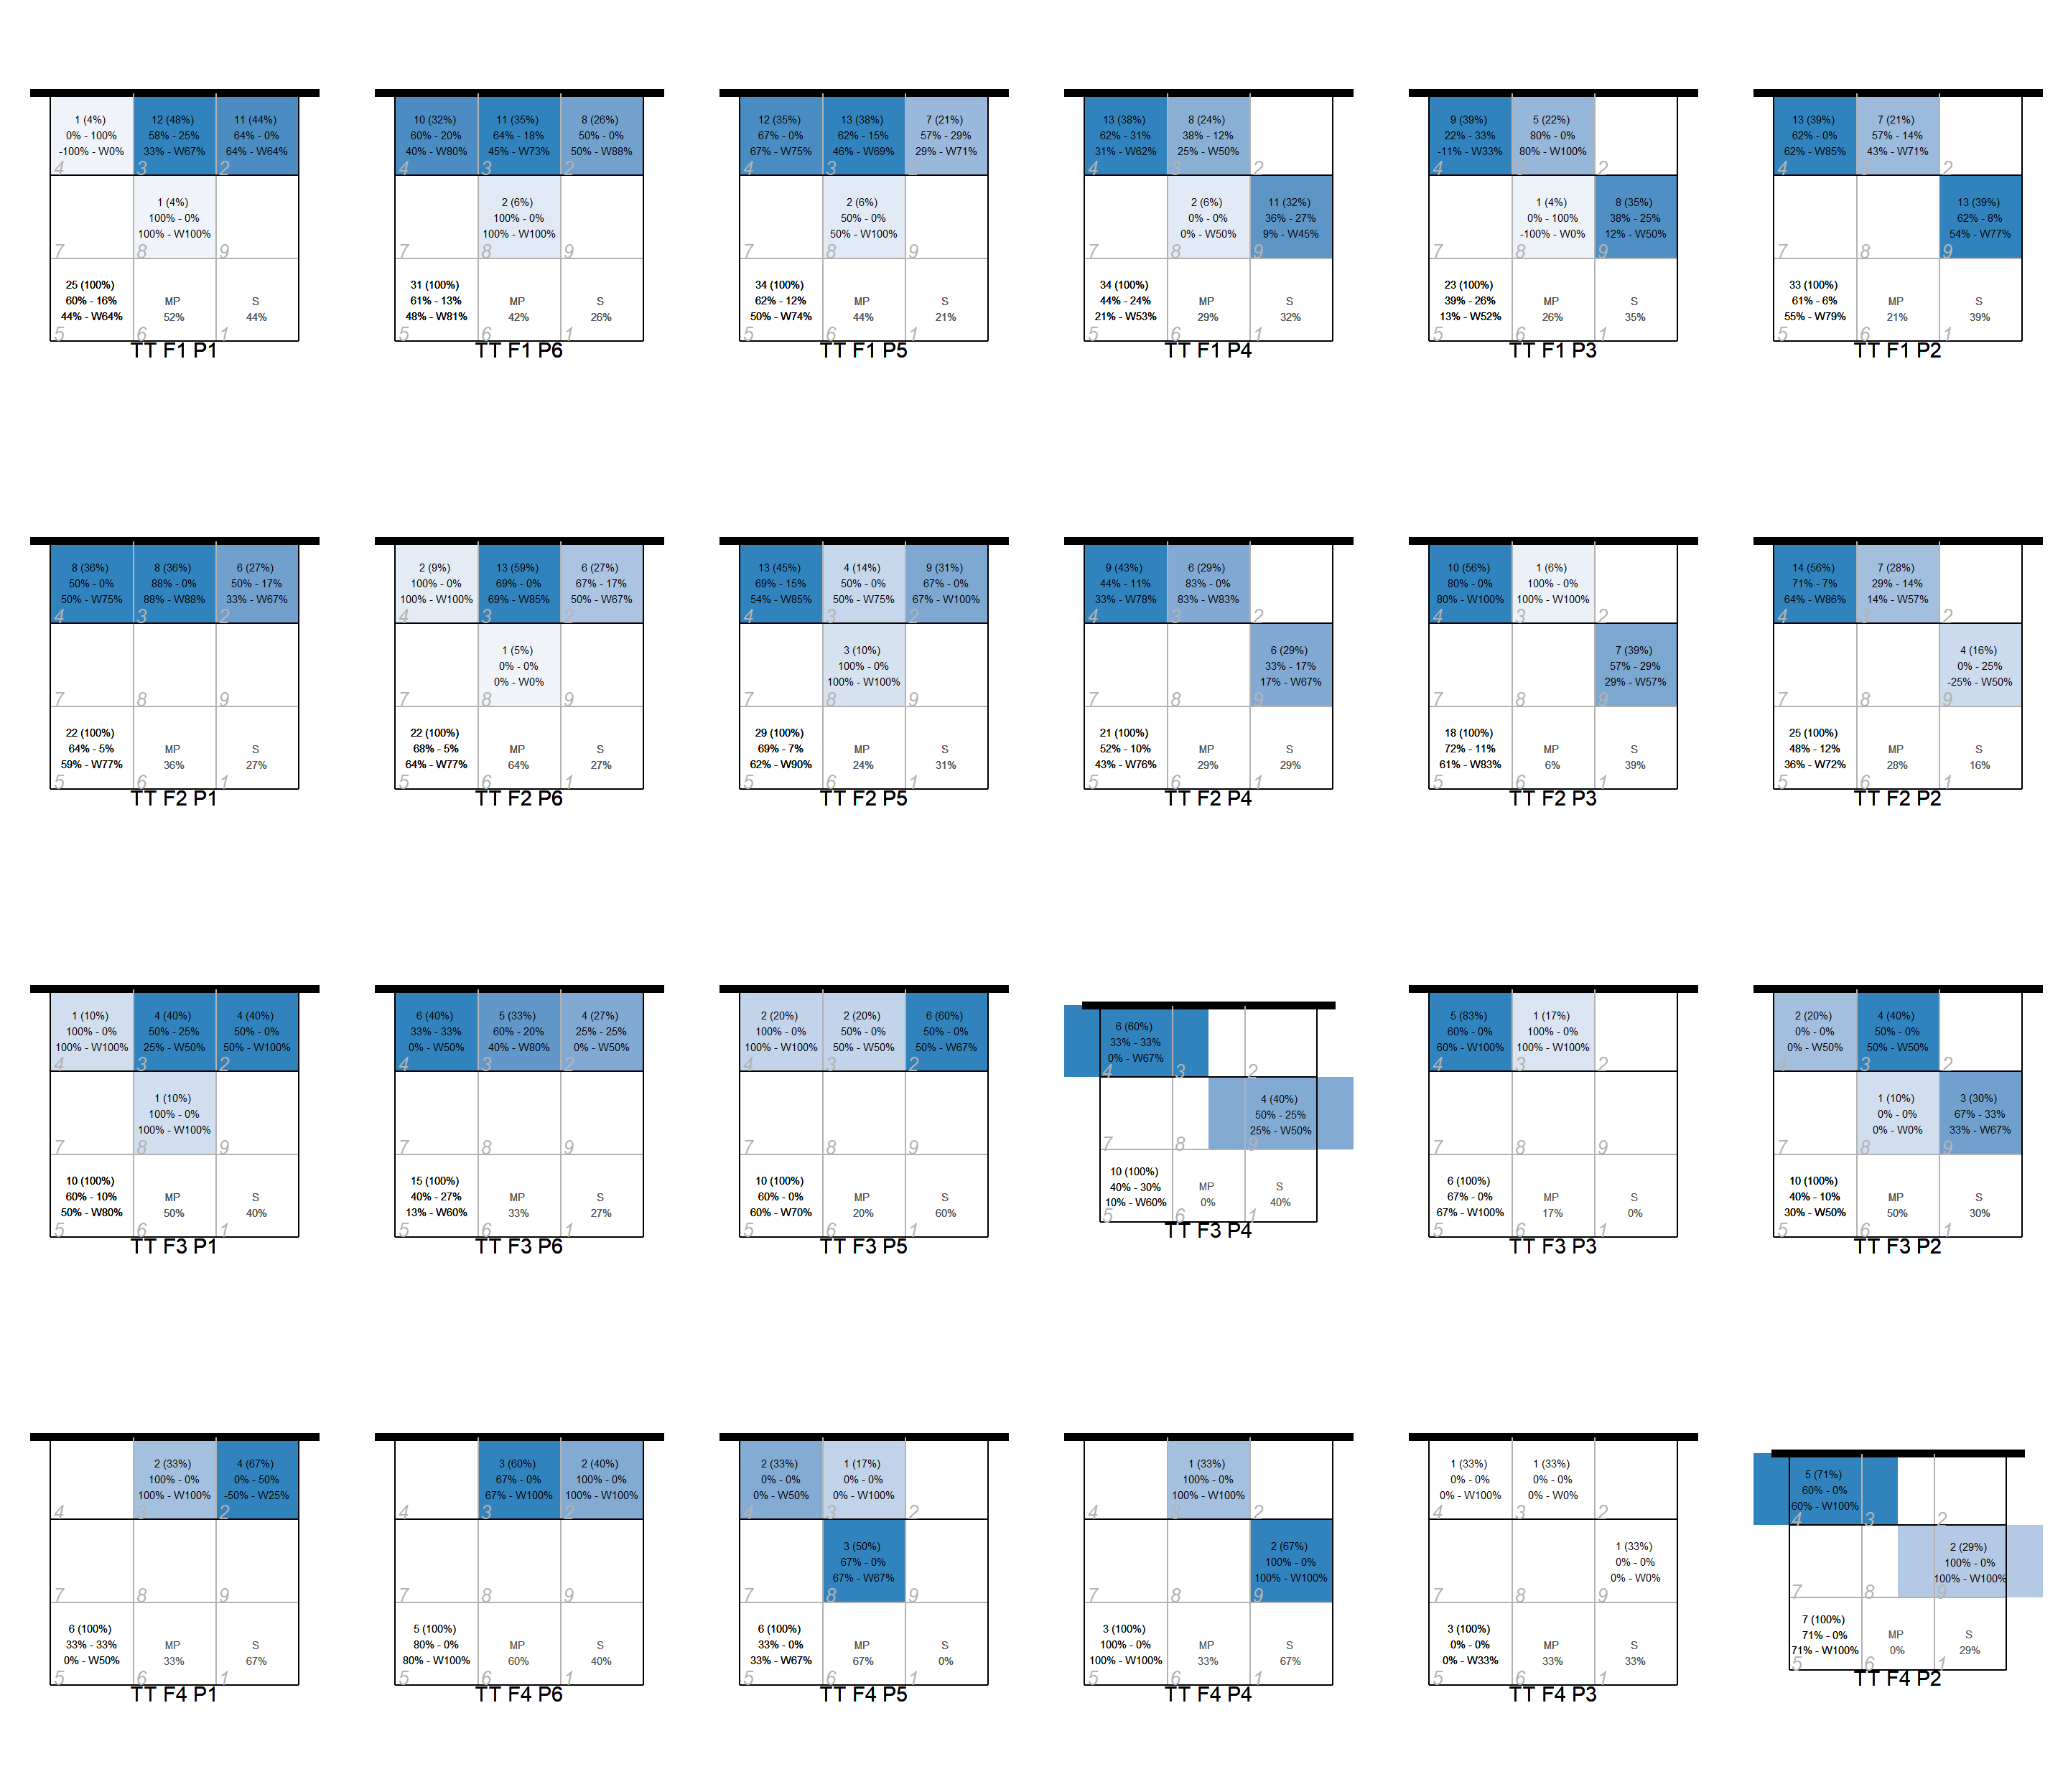 1 (4%)
0% - 100%
-100% - W0%
4
12 (48%)
58% - 25%
33% - W67%
3
11 (44%)
64% - 0%
64% - W64%
2
7
1 (4%)
100% - 0%
100% - W100%
8
9
25 (100%)
60% - 16%
44% - W64%
5
MP
52%
6
S
44%
1
TT F1 P1
10 (32%)
60% - 20%
40% - W80%
4
11 (35%)
64% - 18%
45% - W73%
3
8 (26%)
50% - 0%
50% - W88%
2
7
2 (6%)
100% - 0%
100% - W100%
8
9
31 (100%)
61% - 13%
48% - W81%
5
MP
42%
6
S
26%
1
TT F1 P6
12 (35%)
67% - 0%
67% - W75%
4
13 (38%)
62% - 15%
46% - W69%
3
7 (21%)
57% - 29%
29% - W71%
2
7
2 (6%)
50% - 0%
50% - W100%
8
9
34 (100%)
62% - 12%
50% - W74%
5
MP
44%
6
S
21%
1
TT F1 P5
13 (38%)
62% - 31%
31% - W62%
4
8 (24%)
38% - 12%
25% - W50%
3
2
7
2 (6%)
0% - 0%
0% - W50%
8
11 (32%)
36% - 27%
9% - W45%
9
34 (100%)
44% - 24%
21% - W53%
5
MP
29%
6
S
32%
1
TT F1 P4
9 (39%)
22% - 33%
-11% - W33%
4
5 (22%)
80% - 0%
80% - W100%
3
2
7
1 (4%)
0% - 100%
-100% - W0%
8
8 (35%)
38% - 25%
12% - W50%
9
23 (100%)
39% - 26%
13% - W52%
5
MP
26%
6
S
35%
1
TT F1 P3
13 (39%)
62% - 0%
62% - W85%
4
7 (21%)
57% - 14%
43% - W71%
3
2
7
8
13 (39%)
62% - 8%
54% - W77%
9
33 (100%)
61% - 6%
55% - W79%
5
MP
21%
6
S
39%
1
TT F1 P2
8 (36%)
50% - 0%
50% - W75%
4
8 (36%)
88% - 0%
88% - W88%
3
6 (27%)
50% - 17%
33% - W67%
2
7
8
9
22 (100%)
64% - 5%
59% - W77%
5
MP
36%
6
S
27%
1
TT F2 P1
2 (9%)
100% - 0%
100% - W100%
4
13 (59%)
69% - 0%
69% - W85%
3
6 (27%)
67% - 17%
50% - W67%
2
7
1 (5%)
0% - 0%
0% - W0%
8
9
22 (100%)
68% - 5%
64% - W77%
5
MP
64%
6
S
27%
1
TT F2 P6
13 (45%)
69% - 15%
54% - W85%
4
4 (14%)
50% - 0%
50% - W75%
3
9 (31%)
67% - 0%
67% - W100%
2
7
3 (10%)
100% - 0%
100% - W100%
8
9
29 (100%)
69% - 7%
62% - W90%
5
MP
24%
6
S
31%
1
TT F2 P5
9 (43%)
44% - 11%
33% - W78%
4
6 (29%)
83% - 0%
83% - W83%
3
2
7
8
6 (29%)
33% - 17%
17% - W67%
9
21 (100%)
52% - 10%
43% - W76%
5
MP
29%
6
S
29%
1
TT F2 P4
10 (56%)
80% - 0%
80% - W100%
4
1 (6%)
100% - 0%
100% - W100%
3
2
7
8
7 (39%)
57% - 29%
29% - W57%
9
18 (100%)
72% - 11%
61% - W83%
5
MP
6%
6
S
39%
1
TT F2 P3
14 (56%)
71% - 7%
64% - W86%
4
7 (28%)
29% - 14%
14% - W57%
3
2
7
8
4 (16%)
0% - 25%
-25% - W50%
9
25 (100%)
48% - 12%
36% - W72%
5
MP
28%
6
S
16%
1
TT F2 P2
1 (10%)
100% - 0%
100% - W100%
4
4 (40%)
50% - 25%
25% - W50%
3
4 (40%)
50% - 0%
50% - W100%
2
7
1 (10%)
100% - 0%
100% - W100%
8
9
10 (100%)
60% - 10%
50% - W80%
5
MP
50%
6
S
40%
1
TT F3 P1
6 (40%)
33% - 33%
0% - W50%
4
5 (33%)
60% - 20%
40% - W80%
3
4 (27%)
25% - 25%
0% - W50%
2
7
8
9
15 (100%)
40% - 27%
13% - W60%
5
MP
33%
6
S
27%
1
TT F3 P6
2 (20%)
100% - 0%
100% - W100%
4
2 (20%)
50% - 0%
50% - W50%
3
6 (60%)
50% - 0%
50% - W67%
2
7
8
9
10 (100%)
60% - 0%
60% - W70%
5
MP
20%
6
S
60%
1
TT F3 P5
6 (60%)
33% - 33%
0% - W67%
4
3
2
7
8
4 (40%)
50% - 25%
25% - W50%
9
10 (100%)
40% - 30%
10% - W60%
5
MP
0%
6
S
40%
1
TT F3 P4
5 (83%)
60% - 0%
60% - W100%
4
1 (17%)
100% - 0%
100% - W100%
3
2
7
8
9
6 (100%)
67% - 0%
67% - W100%
5
MP
17%
6
S
0%
1
TT F3 P3
2 (20%)
0% - 0%
0% - W50%
4
4 (40%)
50% - 0%
50% - W50%
3
2
7
1 (10%)
0% - 0%
0% - W0%
8
3 (30%)
67% - 33%
33% - W67%
9
10 (100%)
40% - 10%
30% - W50%
5
MP
50%
6
S
30%
1
TT F3 P2
4
2 (33%)
100% - 0%
100% - W100%
3
4 (67%)
0% - 50%
-50% - W25%
2
7
8
9
6 (100%)
33% - 33%
0% - W50%
5
MP
33%
6
S
67%
1
TT F4 P1
4
3 (60%)
67% - 0%
67% - W100%
3
2 (40%)
100% - 0%
100% - W100%
2
7
8
9
5 (100%)
80% - 0%
80% - W100%
5
MP
60%
6
S
40%
1
TT F4 P6
2 (33%)
0% - 0%
0% - W50%
4
1 (17%)
0% - 0%
0% - W100%
3
2
7
3 (50%)
67% - 0%
67% - W67%
8
9
6 (100%)
33% - 0%
33% - W67%
5
MP
67%
6
S
0%
1
TT F4 P5
4
1 (33%)
100% - 0%
100% - W100%
3
2
7
8
2 (67%)
100% - 0%
100% - W100%
9
3 (100%)
100% - 0%
100% - W100%
5
MP
33%
6
S
67%
1
TT F4 P4
1 (33%)
0% - 0%
0% - W100%
4
1 (33%)
0% - 0%
0% - W0%
3
2
7
8
1 (33%)
0% - 0%
0% - W0%
9
3 (100%)
0% - 0%
0% - W33%
5
MP
33%
6
S
33%
1
TT F4 P3
5 (71%)
60% - 0%
60% - W100%
4
3
2
7
8
2 (29%)
100% - 0%
100% - W100%
9
7 (100%)
71% - 0%
71% - W100%
5
MP
0%
6
S
29%
1
TT F4 P2